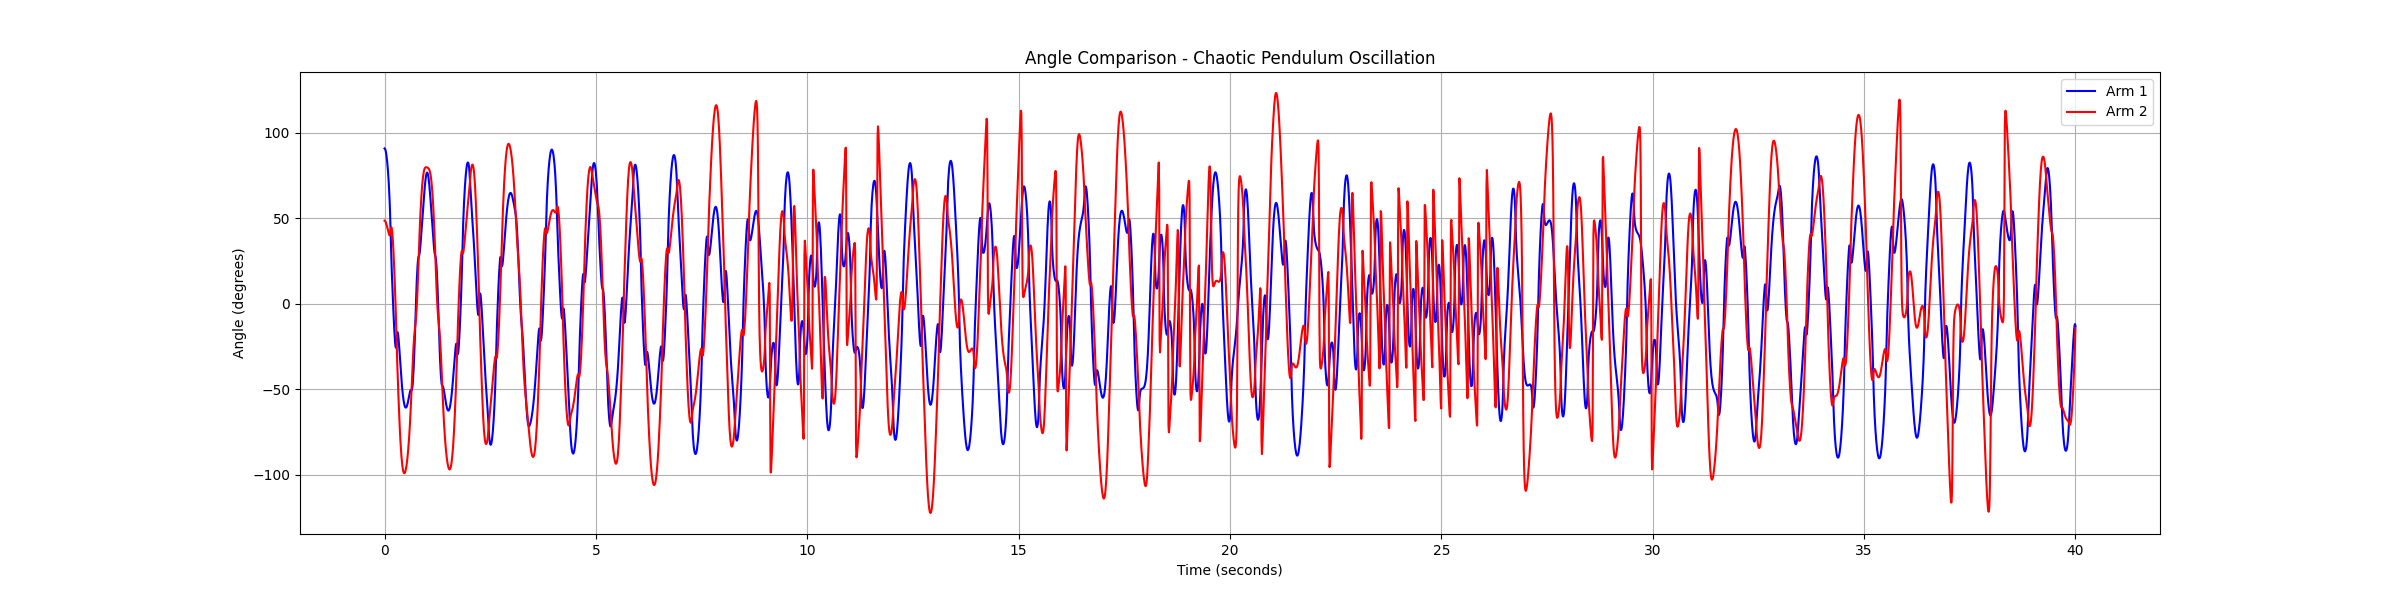 Angle Comparison - Chaotic Pendulum Oscillation
Arm 1
Arm 2
Angle (degrees)
100
50
0
−50
−100
0 5 10 15 20 25 30 35 40
Time (seconds)